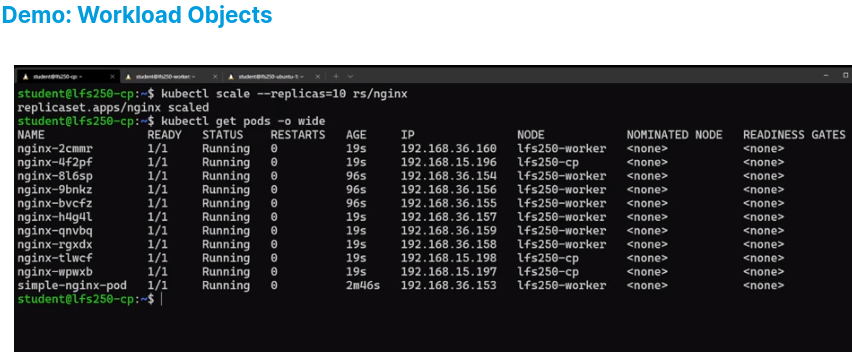 Demo: Workload Objects
student@lfs250-cp: ~ × student@lfs250-worker: ~ × student@lfs250-ubuntu-1: ~ × + ∨
student@lfs250-cp:~$ kubectl scale --replicas=10 rs/nginx
replicaset.apps/nginx scaled
student@lfs250-cp:~$ kubectl get pods -o wide
NAME READY STATUS RESTARTS AGE IP NODE NOMINATED NODE READINESS GATES
nginx-2cmmr 1/1 Running 0 19s 192.168.36.160 lfs250-worker <none> <none>
nginx-4f2pf 1/1 Running 0 19s 192.168.15.196 lfs250-cp <none> <none>
nginx-8l6sp 1/1 Running 0 96s 192.168.36.154 lfs250-worker <none> <none>
nginx-9bnkz 1/1 Running 0 96s 192.168.36.156 lfs250-worker <none> <none>
nginx-bvcfz 1/1 Running 0 96s 192.168.36.155 lfs250-worker <none> <none>
nginx-h4g4l 1/1 Running 0 19s 192.168.36.157 lfs250-worker <none> <none>
nginx-qnvbq 1/1 Running 0 19s 192.168.36.159 lfs250-worker <none> <none>
nginx-rgxdx 1/1 Running 0 19s 192.168.36.158 lfs250-worker <none> <none>
nginx-tlwcf 1/1 Running 0 19s 192.168.15.198 lfs250-cp <none> <none>
nginx-wpwxb 1/1 Running 0 19s 192.168.15.197 lfs250-cp <none> <none>
simple-nginx-pod 1/1 Running 0 2m46s 192.168.36.153 lfs250-worker <none> <none>
student@lfs250-cp:~$